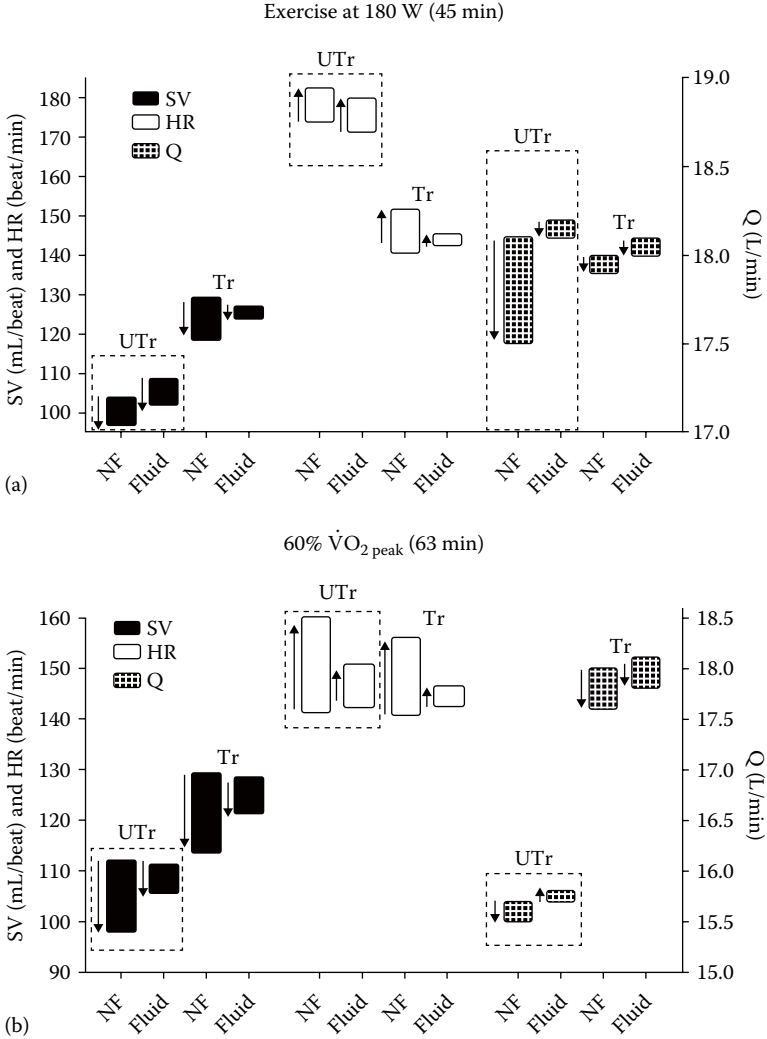 Exercise at 180 W (45 min)
SV
HR
Q
UTr
Tr
UTr
Tr
UTr
Tr
180
170
160
150
140
130
120
110
100
19.0
18.5
18.0
17.5
17.0
SV (mL/beat) and HR (beat/min)
Q (L/min)
NF
Fluid
NF
Fluid
NF
Fluid
NF
Fluid
NF
Fluid
NF
Fluid
(a)
60% V̇O2 peak (63 min)
SV
HR
Q
UTr
Tr
UTr
Tr
UTr
Tr
160
150
140
130
120
110
100
90
18.5
18.0
17.5
17.0
16.5
16.0
15.5
15.0
SV (mL/beat) and HR (beat/min)
Q (L/min)
NF
Fluid
NF
Fluid
NF
Fluid
NF
Fluid
NF
Fluid
NF
Fluid
(b)